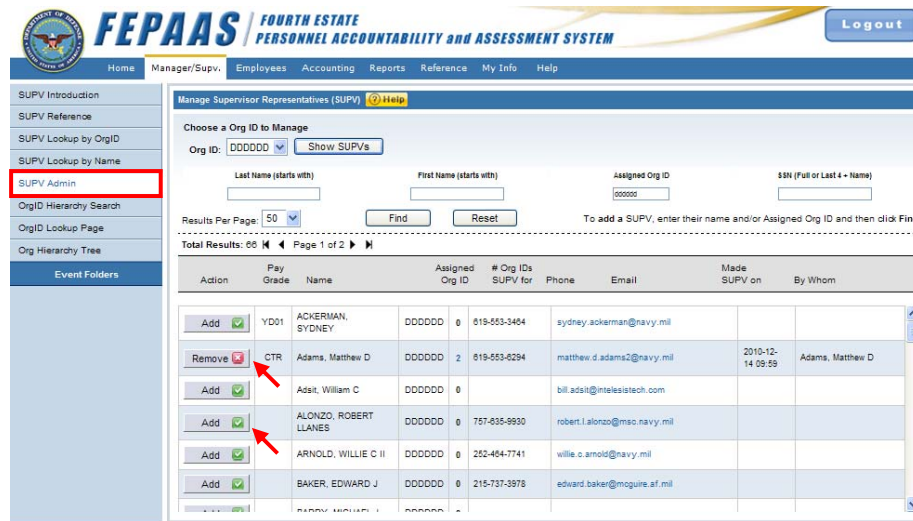 FEPAAS FOURTH ESTATE
PERSONNEL ACCOUNTABILITY and ASSESSMENT SYSTEM
Logout
Home Manager/Supv. Employees Accounting Reports Reference My Info Help
SUPV Introduction
SUPV Reference
SUPV Lookup by OrgID
SUPV Lookup by Name
SUPV Admin
OrgID Hierarchy Search
OrgID Lookup Page
Org Hierarchy Tree
Event Folders
Manage Supervisor Representatives (SUPV) ? Help
Choose a Org ID to Manage
Org ID: DDDDDD Show SUPVs
Last Name (starts with) First Name (starts with) Assigned Org ID SSN (Full or Last 4 + Name)
DDDDDD
Results Per Page: 50 Find Reset To add a SUPV, enter their name and/or Assigned Org ID and then click Fin
Total Results: 66 Page 1 of 2
Action Pay Grade Name Assigned Org ID # Org IDs SUPV for Phone Email Made SUPV on By Whom
Add YD01 ACKERMAN, SYDNEY DDDDDD 0 619-553-3464 sydney.ackerman@navy.mil
Remove CTR Adams, Matthew D DDDDDD 2 619-553-6294 matthew.d.adams2@navy.mil 2010-12-14 09:59 Adams, Matthew D
Add Adsit, William C DDDDDD 0 bill.adsit@intelesistech.com
Add ALONZO, ROBERT LLANES DDDDDD 0 757-635-9930 robert.l.alonzo@msc.navy.mil
Add ARNOLD, WILLIE C II DDDDDD 0 252-464-7741 willie.c.arnold@navy.mil
Add BAKER, EDWARD J DDDDDD 0 215-737-3978 edward.baker@mcguire.af.mil